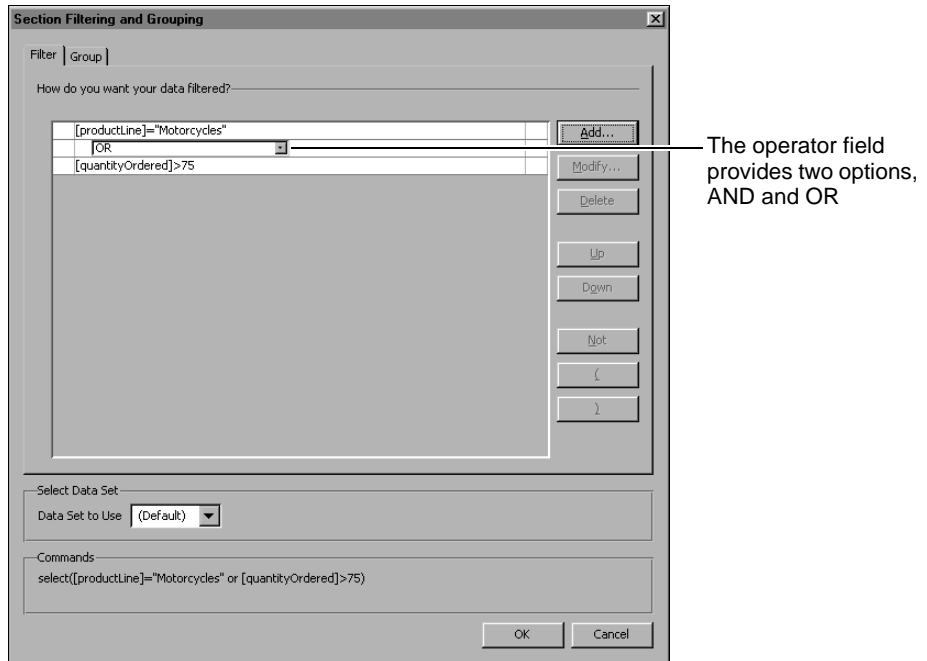 Section Filtering and Grouping
Filter Group
How do you want your data filtered?
[productLine]="Motorcycles"
OR
[quantityOrdered]>75
Add...
Modify...
Delete
Up
Down
Not
(
)
The operator field
provides two options,
AND and OR
Select Data Set
Data Set to Use (Default)
Commands
select([productLine]="Motorcycles" or [quantityOrdered]>75)
OK Cancel